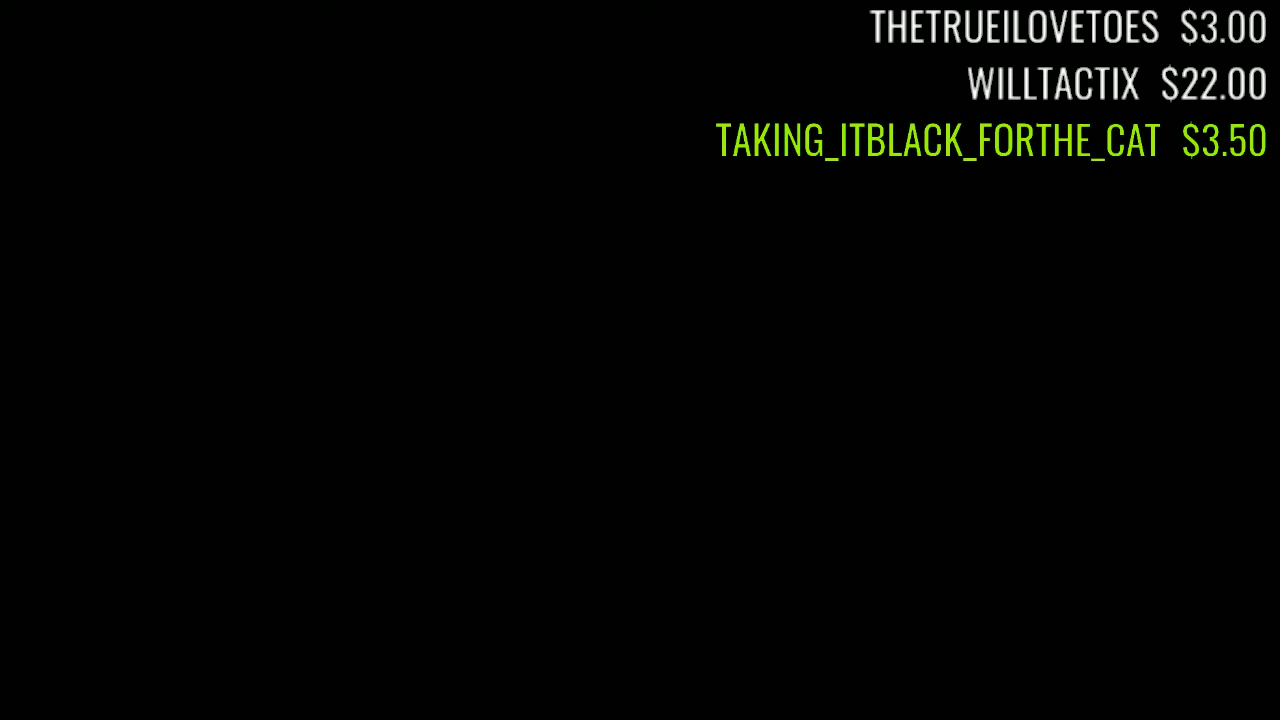 THETRUEILOVETOES $3.00
WILLTACTIX $22.00
TAKING_ITBLACK_FORTHE_CAT $3.50